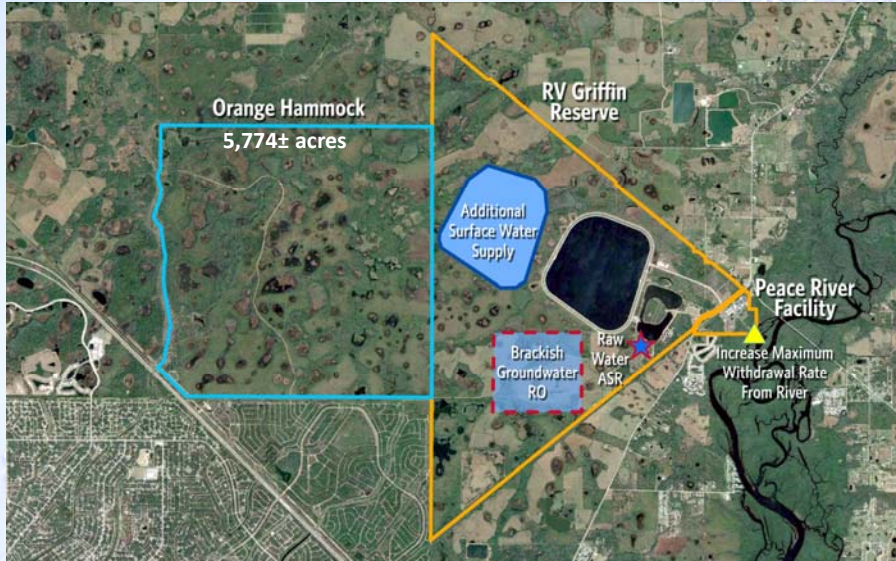 Orange Hammock
5,774± acres
RV Griffin
Reserve
Additional
Surface Water
Supply
Peace River
Facility
Raw
Water
ASR
Brackish
Groundwater
RO
Increase Maximum
Withdrawal Rate
From River